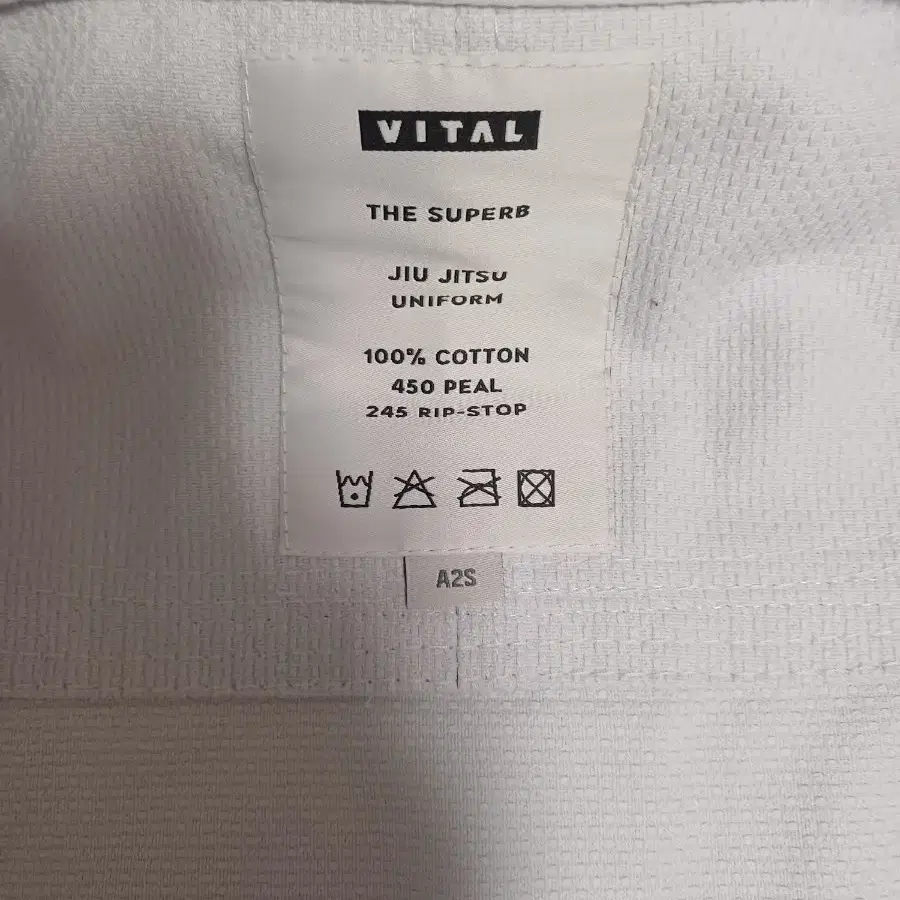 VITAL
THE SUPERB
JIU JITSU
UNIFORM
100% COTTON
450 PEAL
245 RIP-STOP
A2S